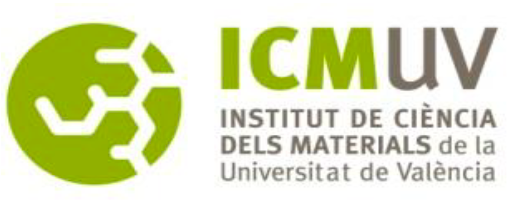 ICMUV
INSTITUT DE CIÈNCIA
DELS MATERIALS de la
Universitat de València